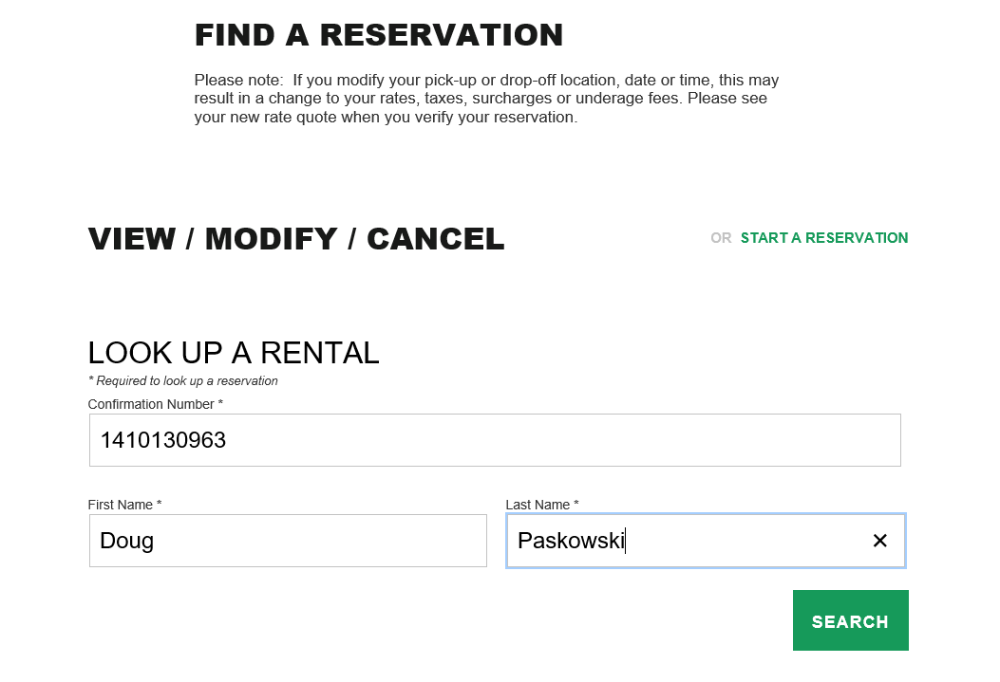 FIND A RESERVATION
Please note:  If you modify your pick-up or drop-off location, date or time, this may
result in a change to your rates, taxes, surcharges or underage fees. Please see
your new rate quote when you verify your reservation.
VIEW / MODIFY / CANCEL
OR START A RESERVATION
LOOK UP A RENTAL
* Required to look up a reservation
Confirmation Number *
1410130963
First Name *
Last Name *
Doug
Paskowski
SEARCH